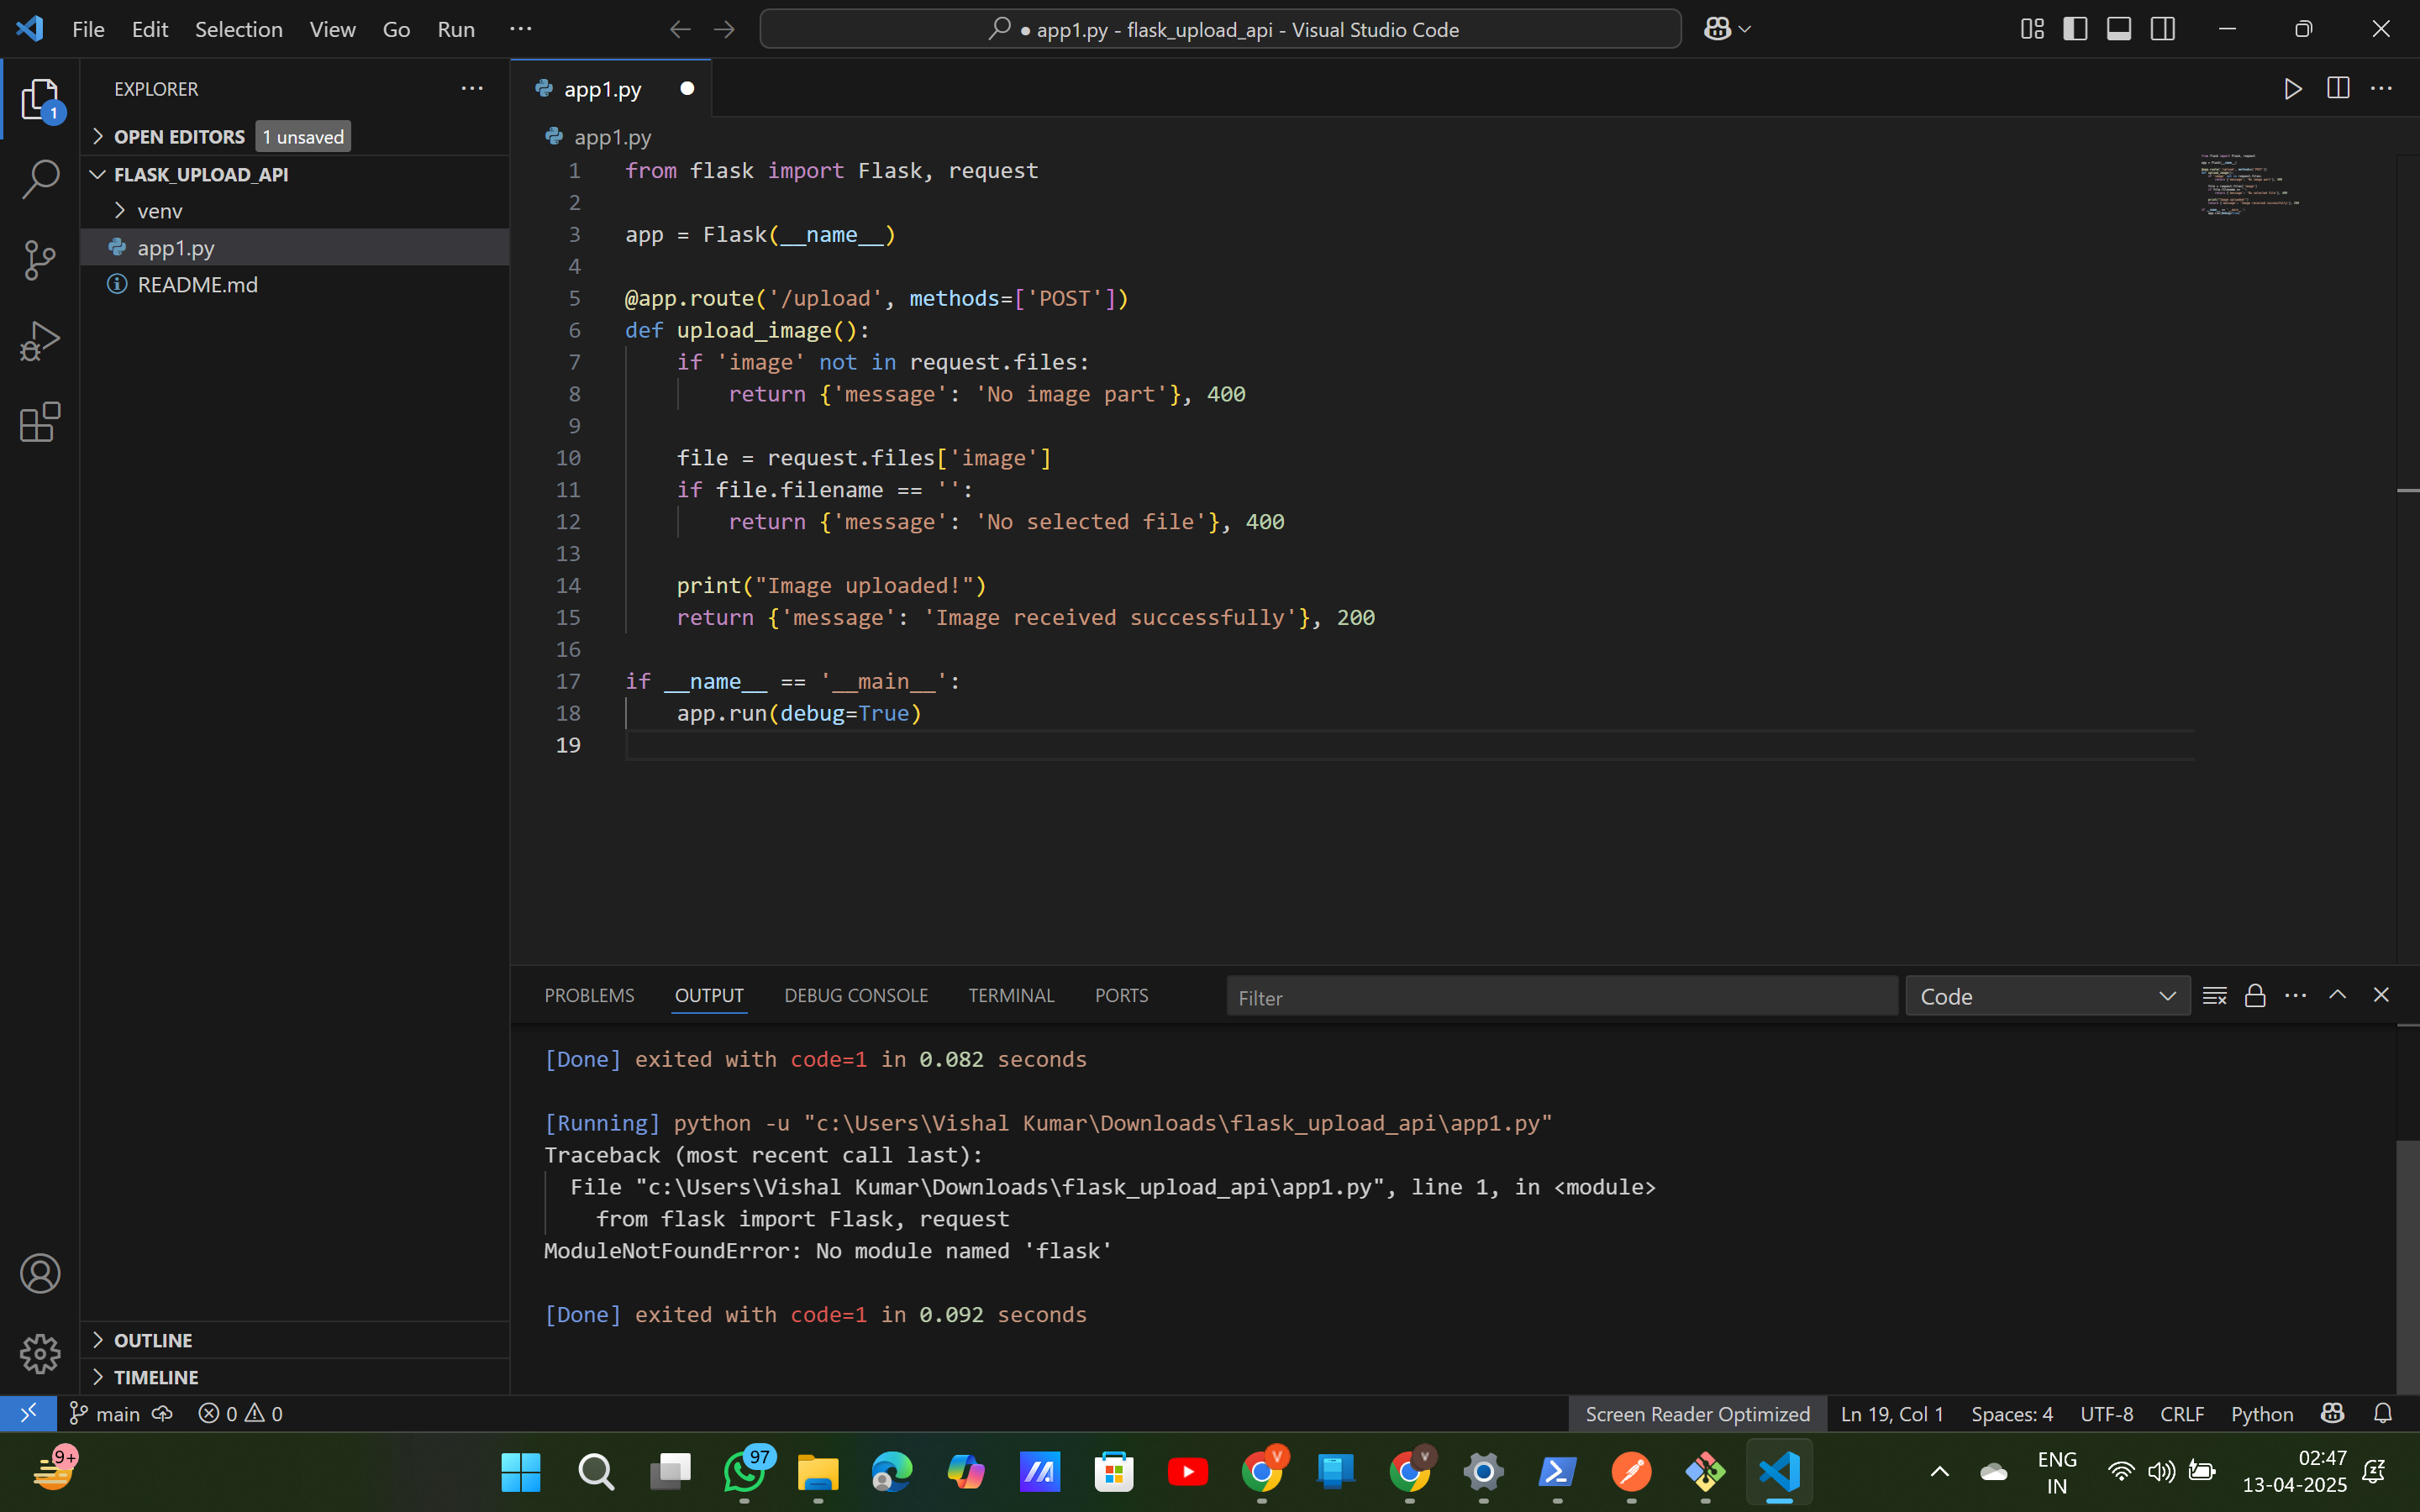 File Edit Selection View Go Run ···
● app1.py - flask_upload_api - Visual Studio Code
EXPLORER
1
OPEN EDITORS 1 unsaved
FLASK_UPLOAD_API
venv
app1.py
README.md
OUTLINE
TIMELINE
app1.py
app1.py
1 from flask import Flask, request
2
3 app = Flask(__name__)
4
5 @app.route('/upload', methods=['POST'])
6 def upload_image():
7     if 'image' not in request.files:
8         return {'message': 'No image part'}, 400
9
10     file = request.files['image']
11     if file.filename == '':
12         return {'message': 'No selected file'}, 400
13
14     print("Image uploaded!")
15     return {'message': 'Image received successfully'}, 200
16
17 if __name__ == '__main__':
18     app.run(debug=True)
19
PROBLEMS OUTPUT DEBUG CONSOLE TERMINAL PORTS Filter Code
[Done] exited with code=1 in 0.082 seconds
[Running] python -u "c:\Users\Vishal Kumar\Downloads\flask_upload_api\app1.py"
Traceback (most recent call last):
  File "c:\Users\Vishal Kumar\Downloads\flask_upload_api\app1.py", line 1, in <module>
    from flask import Flask, request
ModuleNotFoundError: No module named 'flask'
[Done] exited with code=1 in 0.092 seconds
main 0 0 Screen Reader Optimized Ln 19, Col 1 Spaces: 4 UTF-8 CRLF Python
9+ 97 V V ENG 02:47
IN 13-04-2025